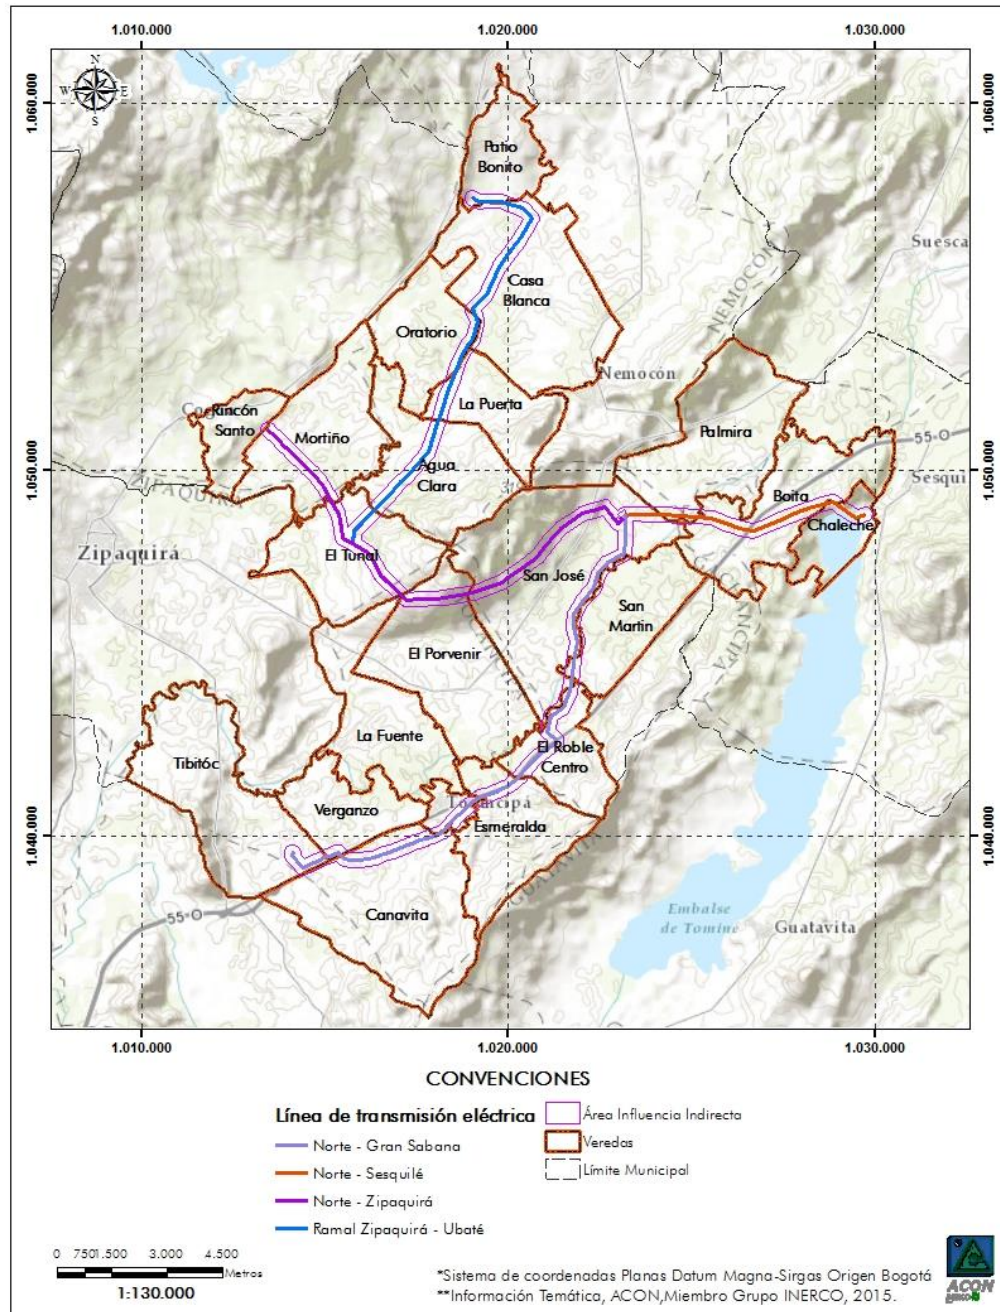 1.010.000
1.020.000
1.030.000
1.060.000
1.060.000
N
W
E
S
Patio
Bonito
Suesca
NEMOCÓN
Casa
Blanca
Oratorio
Nemocón
Rincón
Santo
Mortiño
La Puerta
Palmira
55-O
1.050.000
1.050.000
Agua
Clara
Boita
Sesqui
ZIPAQUIRÁ
Chaleche
Zipaquirá
El Tunal
San José
San
Martin
El Porvenir
La Fuente
El Roble
Centro
Tibitóc
Verganzo
Esmeralda
1.040.000
1.040.000
Canavita
55-O
Embalse
de Tomine
Guatavita
1.010.000
1.020.000
1.030.000
CONVENCIONES
Línea de transmisión eléctrica
Norte - Gran Sabana
Norte - Sesquilé
Norte - Zipaquirá
Ramal Zipaquirá - Ubaté
Área Influencia Indirecta
Veredas
Límite Municipal
0 7501.500 3.000 4.500
Metros
1:130.000
*Sistema de coordenadas Planas Datum Magna-Sirgas Origen Bogotá
**Información Temática, ACON,Miembro Grupo INERCO, 2015.
ACON